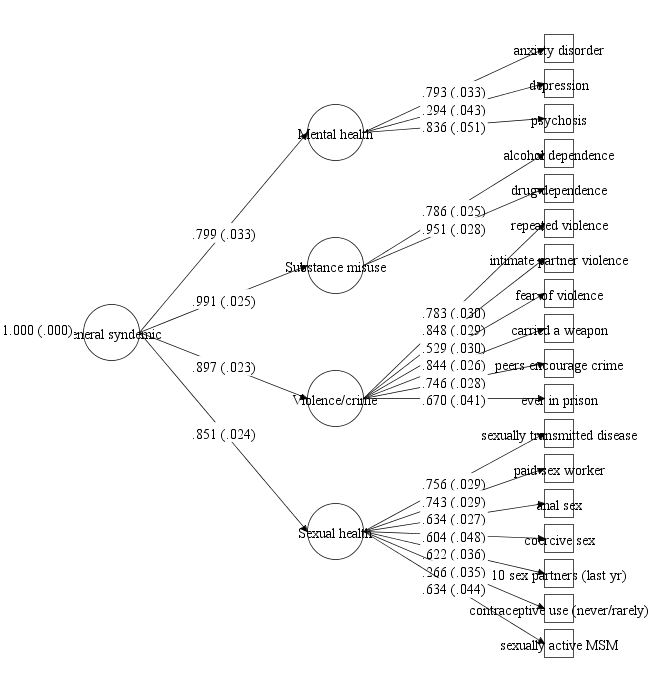 anxiety disorder
depression
.793 (.033)
.294 (.043)
.836 (.051)
psychosis
Mental health
alcohol dependence
drug dependence
.786 (.025)
.951 (.028)
repeated violence
.799 (.033)
intimate partner violence
Substance misuse
fear of violence
.991 (.025)
.783 (.030)
.848 (.029)
.529 (.030)
.844 (.026)
.746 (.028)
.670 (.041)
carried a weapon
1.000 (.000)
eneral syndemic
peers encourage crime
.897 (.023)
Violence/crime
ever in prison
.851 (.024)
sexually transmitted disease
paid sex worker
.756 (.029)
.743 (.029)
.634 (.027)
.604 (.048)
.622 (.036)
.266 (.035)
.634 (.044)
anal sex
Sexual health
coercive sex
10 sex partners (last yr)
contraceptive use (never/rarely)
sexually active MSM